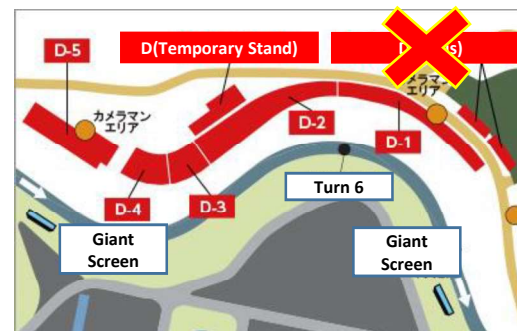 D-5
D(Temporary Stand)
カメラマン
エリア
メラマン
エリア
D-2
D-1
D-4
D-3
Turn 6
Giant
Screen
Giant
Screen